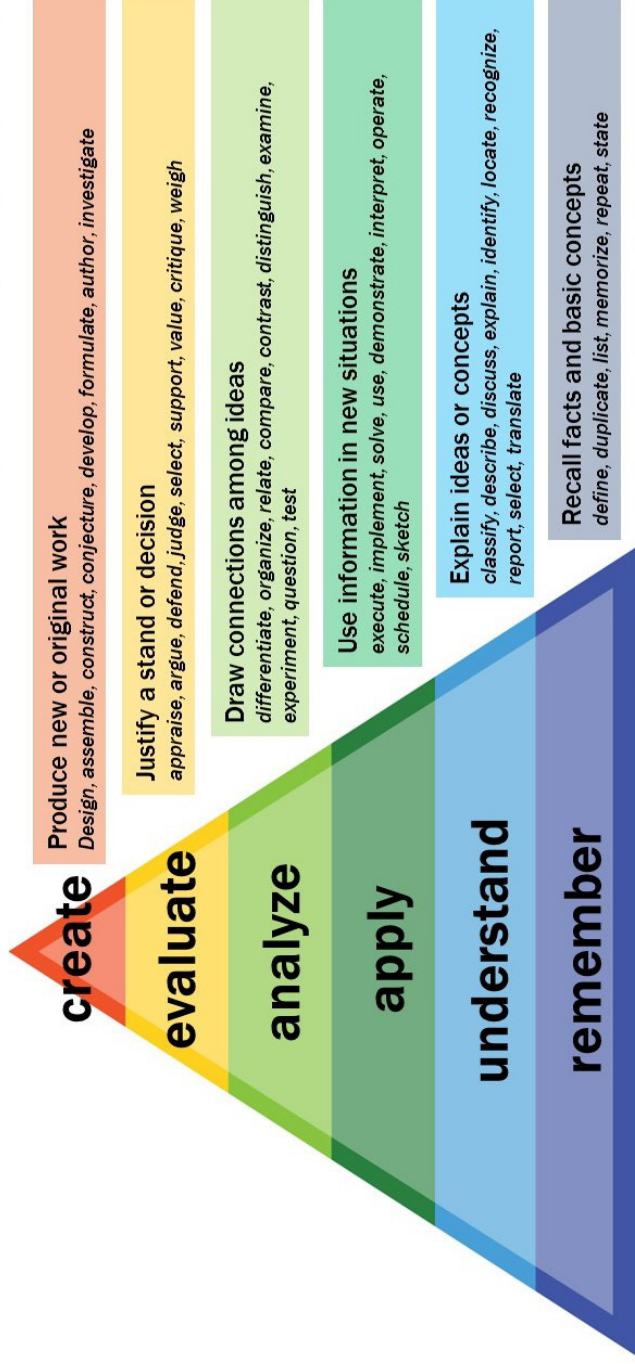 create
Produce new or original work
Design, assemble, construct, conjecture, develop, formulate, author, investigate
evaluate
Justify a stand or decision
appraise, argue, defend, judge, select, support, value, critique, weigh
analyze
Draw connections among ideas
differentiate, organize, relate, compare, contrast, distinguish, examine,
experiment, question, test
apply
Use information in new situations
execute, implement, solve, use, demonstrate, interpret, operate,
schedule, sketch
understand
Explain ideas or concepts
classify, describe, discuss, explain, identify, locate, recognize,
report, select, translate
remember
Recall facts and basic concepts
define, duplicate, list, memorize, repeat, state